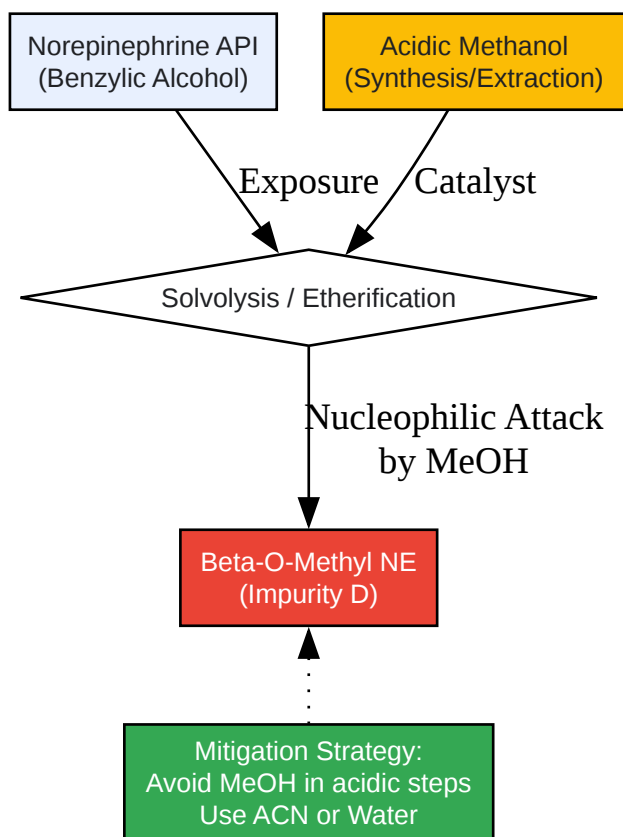 Norepinephrine API
(Benzylic Alcohol)
Acidic Methanol
(Synthesis/Extraction)
Exposure
Catalyst
Solvolysis / Etherification
Nucleophilic Attack
by MeOH
Beta-O-Methyl NE
(Impurity D)
Mitigation Strategy:
Avoid MeOH in acidic steps
Use ACN or Water